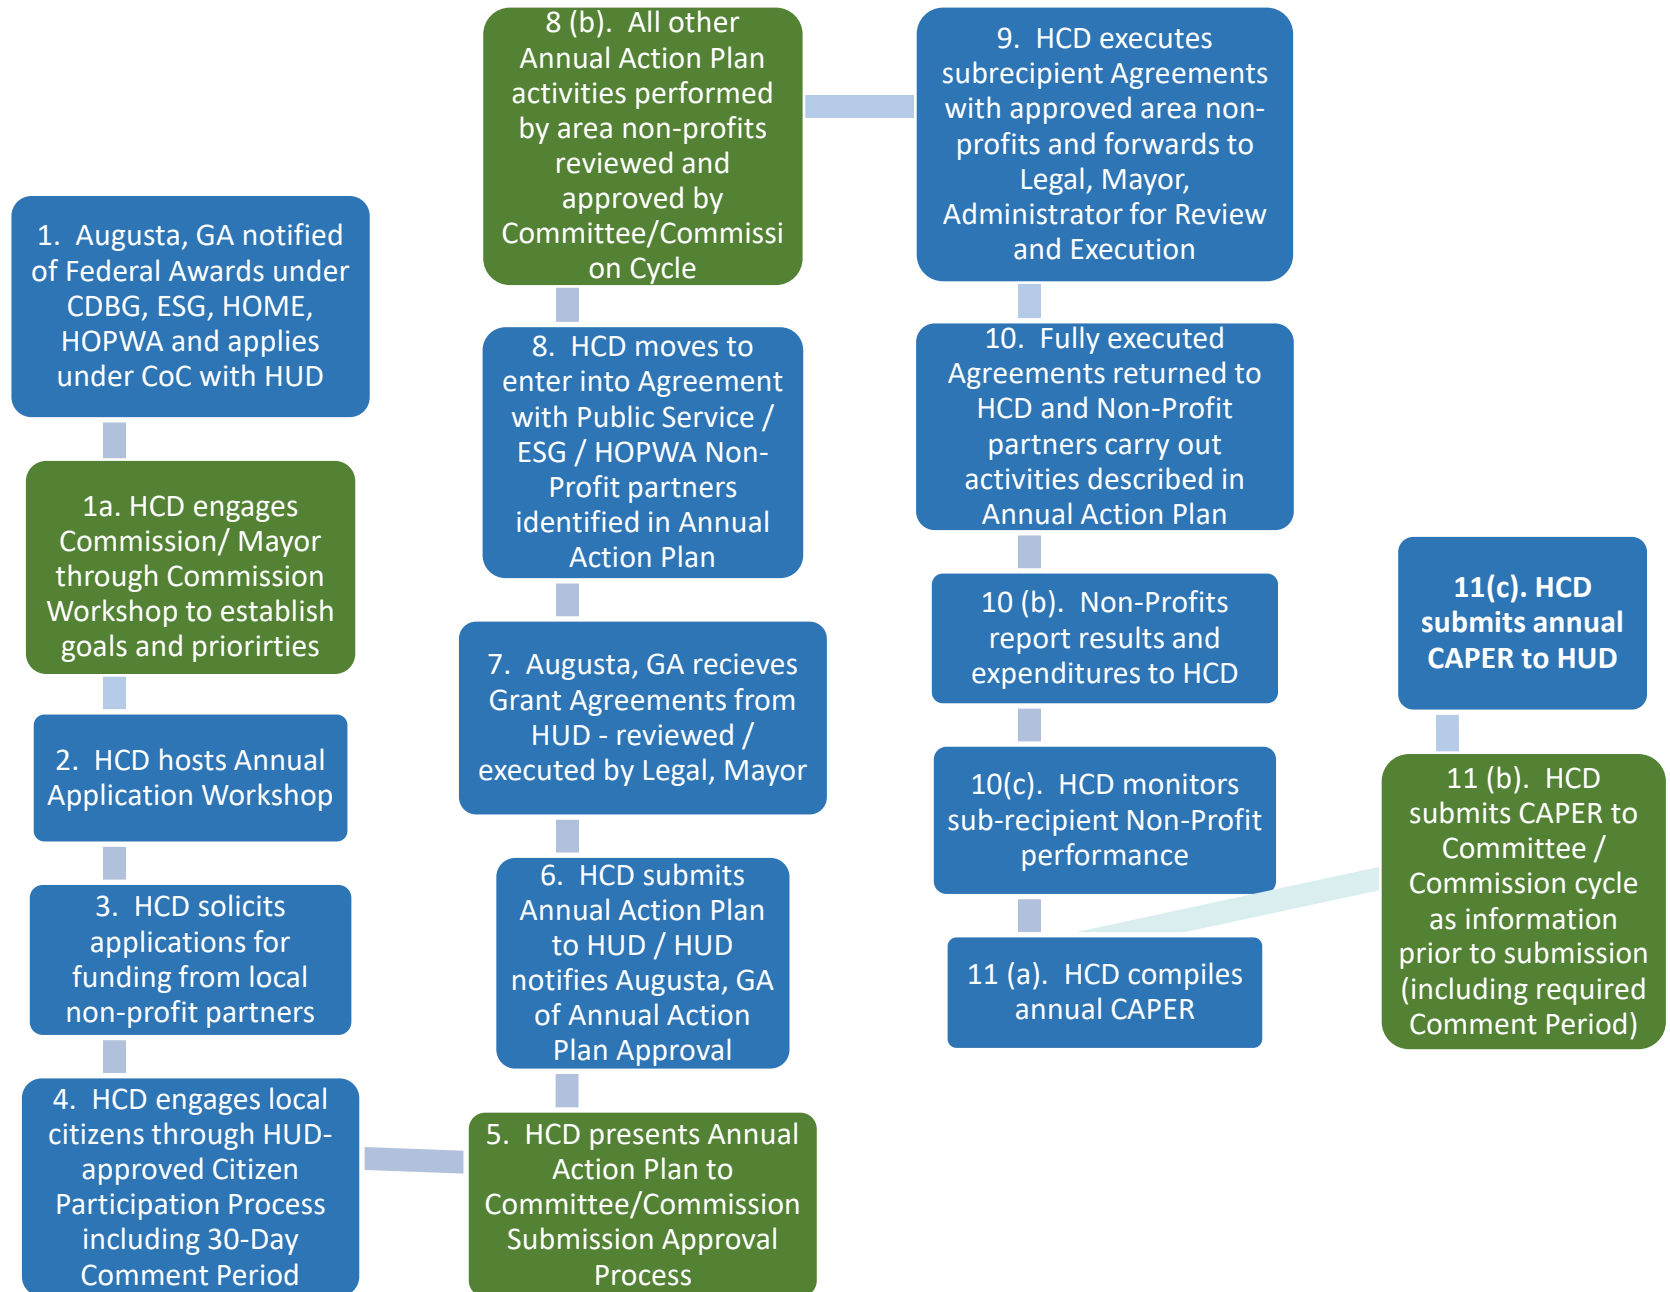 1.  Augusta, GA notified
of Federal Awards under
CDBG, ESG, HOME,
HOPWA and applies
under CoC with HUD
1a. HCD engages
Commission/ Mayor
through Commission
Workshop to establish
goals and priorirties
2.  HCD hosts Annual
Application Workshop
3.  HCD solicits
applications for
funding from local
non-profit partners
4.  HCD engages local
citizens through HUD-
approved Citizen
Participation Process
including 30-Day
Comment Period
5.  HCD presents Annual
Action Plan to
Committee/Commission
Submission Approval
Process
6.  HCD submits
Annual Action Plan
to HUD / HUD
notifies Augusta, GA
of Annual Action
Plan Approval
7.  Augusta, GA recieves
Grant Agreements from
HUD - reviewed /
executed by Legal, Mayor
8.  HCD moves to
enter into Agreement
with Public Service /
ESG / HOPWA Non-
Profit partners
identified in Annual
Action Plan
8 (b).  All other
Annual Action Plan
activities performed
by area non-profits
reviewed and
approved by
Committee/Commissi
on Cycle
9.  HCD executes
subrecipient Agreements
with approved area non-
profits and forwards to
Legal, Mayor,
Administrator for Review
and Execution
10.  Fully executed
Agreements returned to
HCD and Non-Profit
partners carry out
activities described in
Annual Action Plan
10 (b).  Non-Profits
report results and
expenditures to HCD
10(c).  HCD monitors
sub-recipient Non-Profit
performance
11 (a).  HCD compiles
annual CAPER
11 (b).  HCD
submits CAPER to
Committee /
Commission cycle
as information
prior to submission
(including required
Comment Period)
11(c). HCD
submits annual
CAPER to HUD